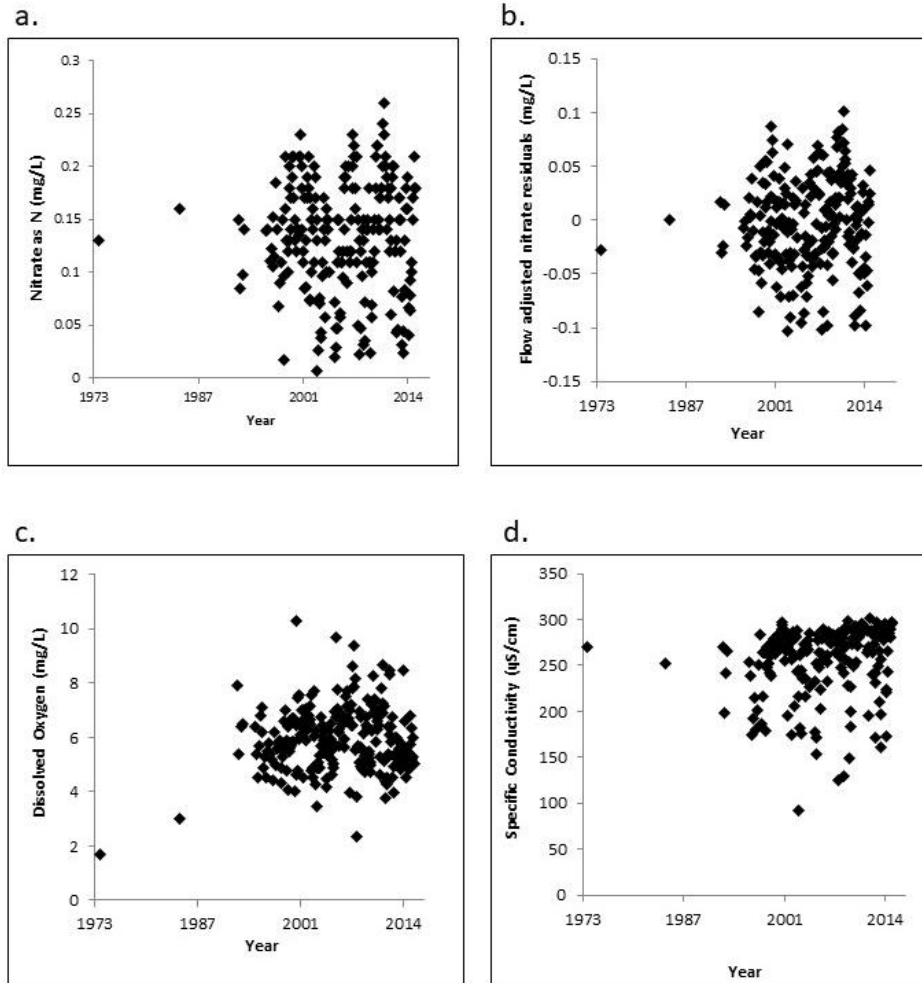 a.
0.3
0.25
0.2
0.15
0.1
0.05
0
Nitrate as N (mg/L)
1973 1987 2001 2014
Year
b.
0.15
0.1
0.05
0
-0.05
-0.1
-0.15
Flow adjusted nitrate residuals (mg/L)
1973 1987 2001 2014
Year
c.
12
10
8
6
4
2
0
Dissolved Oxygen (mg/L)
1973 1987 2001 2014
Year
d.
350
300
250
200
150
100
50
0
Specific Conductivity (ųS/cm)
1973 1987 2001 2014
Year